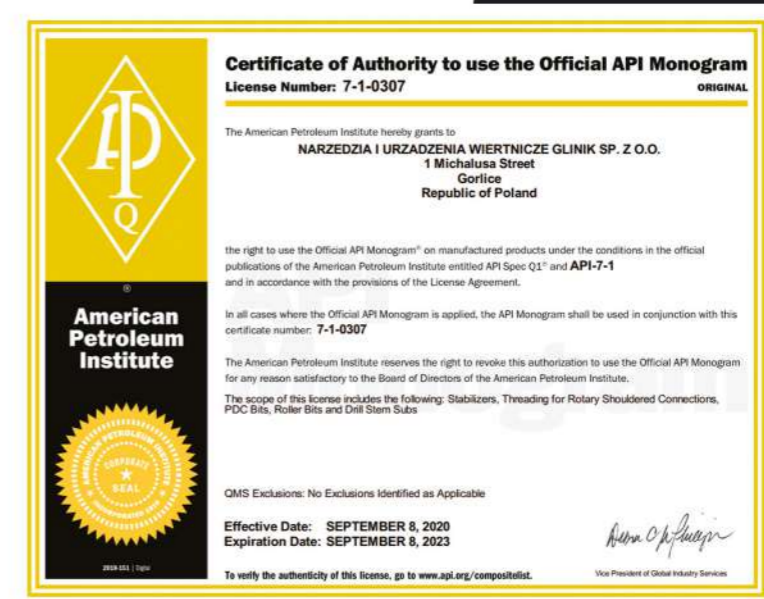 Certificate of Authority to use the Official API Monogram
License Number: 7-1-0307
ORIGINAL
The American Petroleum Institute hereby grants to
NARZEDZIA I URZADZENIA WIERTNICZE GLINIK SP. Z O.O.
1 Michalusa Street
Gorlice
Republic of Poland
the right to use the Official API Monogram® on manufactured products under the conditions in the official
publications of the American Petroleum Institute entitled API Spec Q1® and API-7-1
and in accordance with the provisions of the License Agreement.
In all cases where the Official API Monogram is applied, the API Monogram shall be used in conjunction with this
certificate number: 7-1-0307
The American Petroleum Institute reserves the right to revoke this authorization to use the Official API Monogram
for any reason satisfactory to the Board of Directors of the American Petroleum Institute.
The scope of this license includes the following: Stabilizers, Threading for Rotary Shouldered Connections,
PDC Bits, Roller Bits and Drill Stem Subs
QMS Exclusions: No Exclusions Identified as Applicable
Effective Date: SEPTEMBER 8, 2020
Expiration Date: SEPTEMBER 8, 2023
To verify the authenticity of this license, go to www.api.org/compositelist.
Vice President of Global Industry Services
API
Q
®
American
Petroleum
Institute
AMERICAN PETROLEUM INSTITUTE
CORPORATE
SEAL
INCORPORATED 1919
2019-151 | Digital
API
Monogram